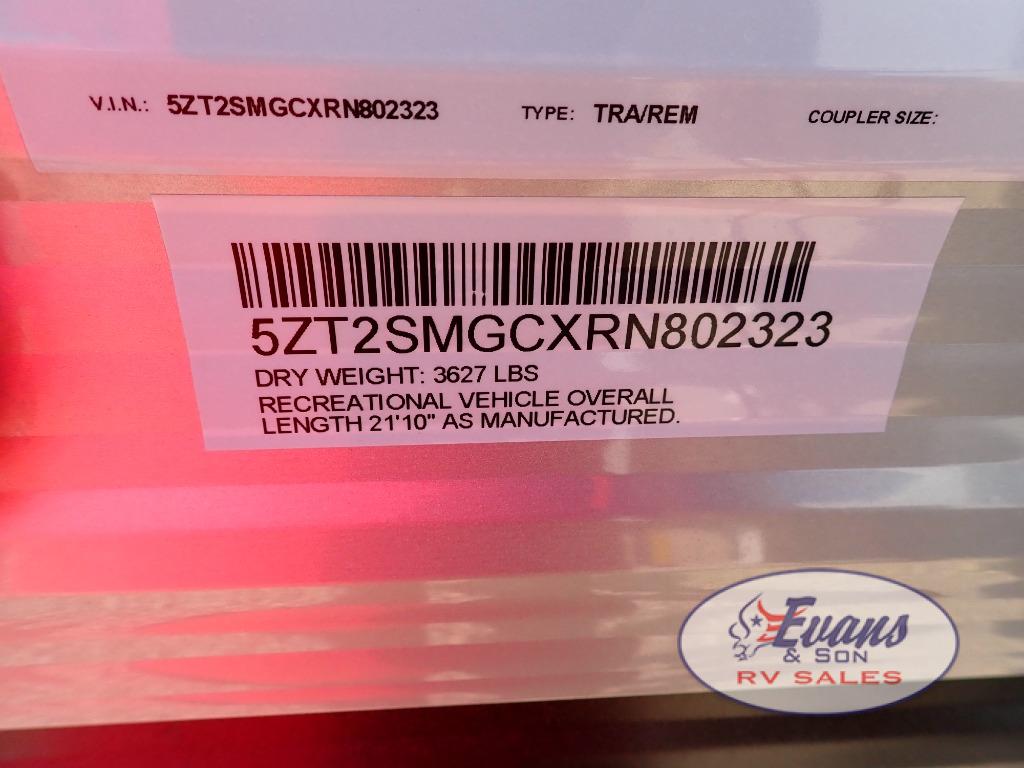 V.I.N.: 5ZT2SMGCXRN802323 TYPE: TRA/REM COUPLER SIZE:
5ZT2SMGCXRN802323
DRY WEIGHT: 3627 LBS
RECREATIONAL VEHICLE OVERALL
LENGTH 21'10" AS MANUFACTURED.
Evans
& SON
RV SALES